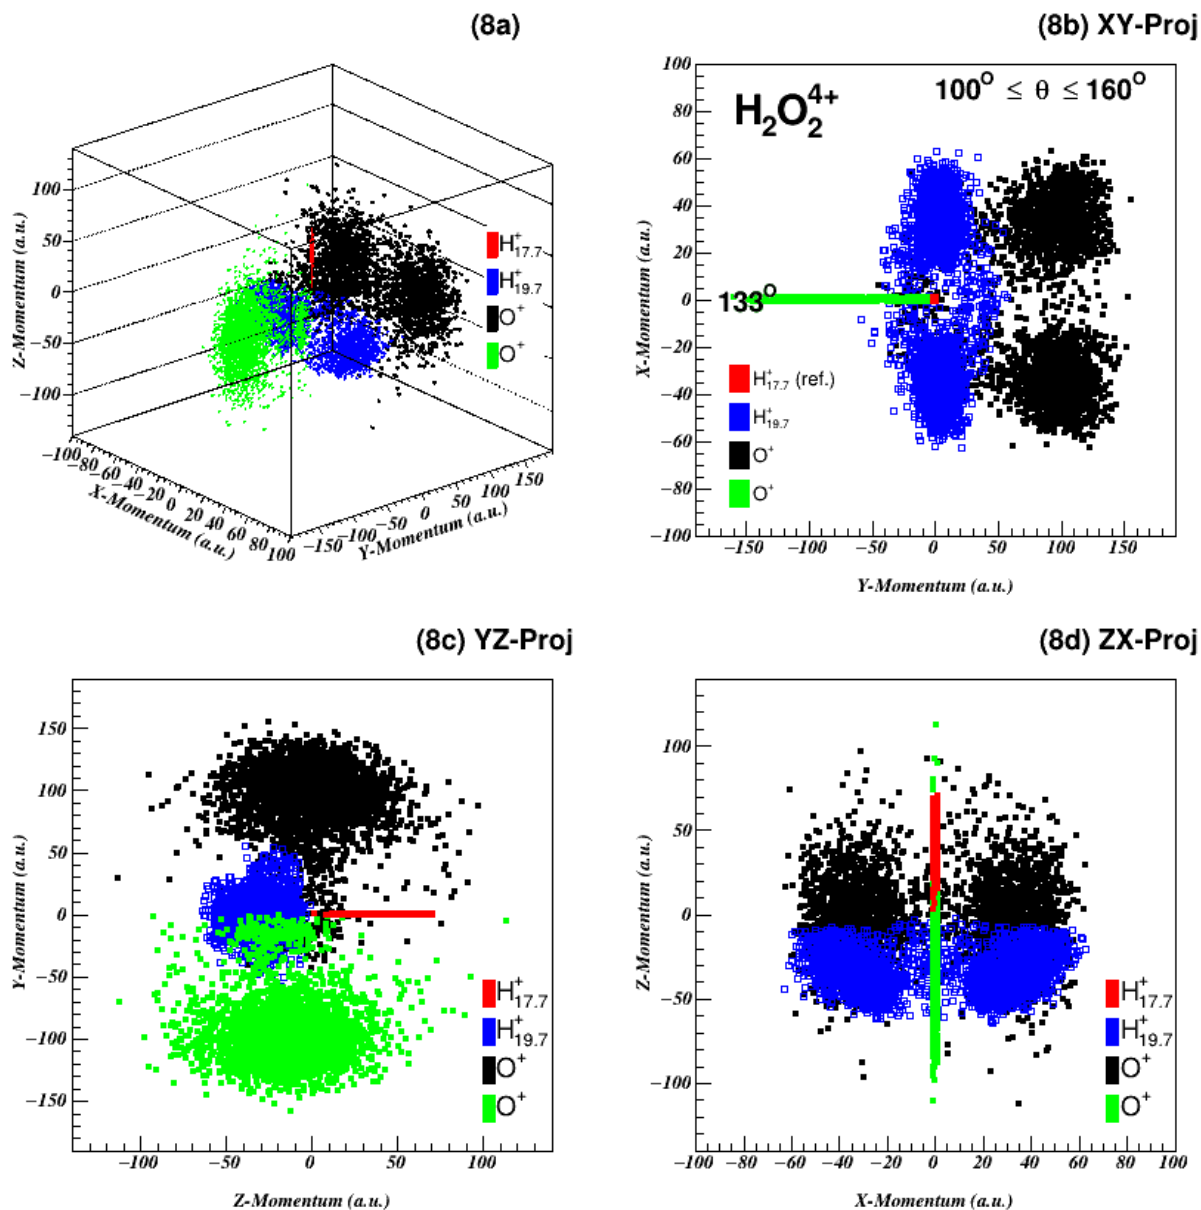 (8a)
100
50
0
−50
−100
Z-Momentum (a.u.)
−100
−80
−60
−40
−20
0
20
40
60
80
100
X-Momentum (a.u.)
−150
−100
−50
0
50
100
150
Y-Momentum (a.u.)
H⁺17.7
H⁺19.7
O⁺
O⁺
(8b) XY-Proj
H₂O₂⁴⁺
100ᴼ ≤ θ ≤ 160ᴼ
133ᴼ
100
80
60
40
20
0
−20
−40
−60
−80
−100
X-Momentum (a.u.)
H⁺17.7 (ref.)
H⁺19.7
O⁺
O⁺
−150 −100 −50 0 50 100 150
Y-Momentum (a.u.)
(8c) YZ-Proj
150
100
50
0
−50
−100
−150
Y-Momentum (a.u.)
H⁺17.7
H⁺19.7
O⁺
O⁺
−100 −50 0 50 100
Z-Momentum (a.u.)
(8d) ZX-Proj
100
50
0
−50
−100
Z-Momentum (a.u.)
H⁺17.7
H⁺19.7
O⁺
O⁺
−100 −80 −60 −40 −20 0 20 40 60 80 100
X-Momentum (a.u.)